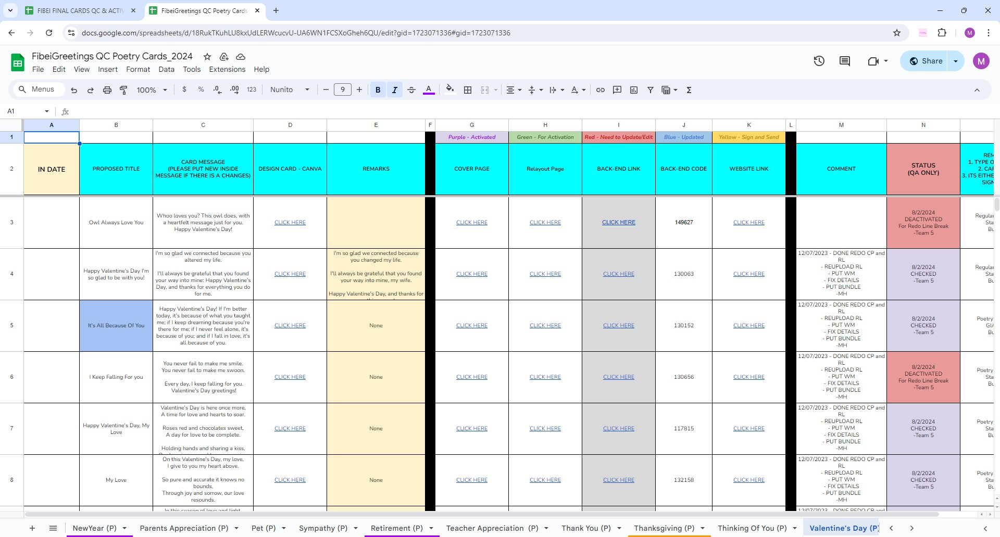 FIBEI FINAL CARDS QC & ACTIV
FibeiGreetings QC Poetry Cards
docs.google.com/spreadsheets/d/18RukTKuhLU8kxUdLERWcucvU-UA6WN1FCSXoGheh6QU/edit?gid=1723071336#gid=1723071336
M
FibeiGreetings QC Poetry Cards_2024
File Edit View Insert Format Data Tools Extensions Help
Share
M
Menus 100% $ % .0 .00 123 Nunito 9 B I A
A1 fx
A B C D E F G H I J K L M N
1 Purple - Activated Green - For Activation Red - Need to Update/Edit Blue - Updated Yellow - Sign and Send
2
IN DATE
PROPOSED TITLE
CARD MESSAGE
(PLEASE PUT NEW INSIDE
MESSAGE IF THERE IS A CHANGES)
DESIGN CARD - CANVA
REMARKS
COVER PAGE
Relayout Page
BACK-END LINK
BACK-END CODE
WEBSITE LINK
COMMENT
STATUS
(QA ONLY)
REM
1. TYPE O
2. CAR
3. ITS EITHE
SIGN
3
Owl Always Love You
Whoo loves you? This owl does, with
a heartfelt message just for you.
Happy Valentine's Day!
CLICK HERE
CLICK HERE
CLICK HERE
CLICK HERE
149627
CLICK HERE
8/2/2024
DEACTIVATED
For Redo Line Break
-Team 5
Regular
Sta
Bu
4
Happy Valentine's Day I'm
so glad to be with you!
I'm so glad we connected because you
altered my life.
I'll always be grateful that you found
your way into mine: Happy Valentine's
Day, and thanks for everything you do
for me.
CLICK HERE
I'm so glad we connected because
you changed my life.
I'll always be grateful that you found
your way into mine, my wife.
Happy Valentine's Day, and thanks for
CLICK HERE
CLICK HERE
CLICK HERE
130063
CLICK HERE
12/07/2023 - DONE REDO CP and
RL
- REUPLOAD RL
- PUT WM
- FIX DETAILS
- PUT BUNDLE
-MH
8/2/2024
CHECKED
-Team 5
Regular
Sta
Bu
5
It's All Because Of You
Happy Valentine's Day! If I'm better
today, it's because of what you taught
me; if I keep dreaming because you're
there for me; if I never feel alone, it's
because of you; and if I fall in love, it's
all because of you.
CLICK HERE
None
CLICK HERE
CLICK HERE
CLICK HERE
130152
CLICK HERE
12/07/2023 - DONE REDO CP and
RL
- REUPLOAD RL
- PUT WM
- FIX DETAILS
- PUT BUNDLE
-MH
8/2/2024
CHECKED
-Team 5
Poetry
Gli
Bu
6
I Keep Falling For you
You never fail to make me smile.
You never fail to make me swoon.
Every day, I keep falling for you.
Valentine's Day greetings!
CLICK HERE
None
CLICK HERE
CLICK HERE
CLICK HERE
130656
CLICK HERE
12/07/2023 - DONE REDO CP and
RL
- REUPLOAD RL
- PUT WM
- FIX DETAILS
- PUT BUNDLE
-MH
8/2/2024
DEACTIVATED
For Redo Line Break
-Team 5
Poetry
Sta
Bu
7
Happy Valentine's Day, My
Love
Valentine's Day is here once more,
A time for love and hearts to soar.
Roses red and chocolates sweet,
A day for love to be complete.
Holding hands and sharing a kiss,
CLICK HERE
None
CLICK HERE
CLICK HERE
CLICK HERE
117815
CLICK HERE
12/07/2023 - DONE REDO CP and
RL
- REUPLOAD RL
- PUT WM
- FIX DETAILS
- PUT BUNDLE
-MH
8/2/2024
CHECKED
-Team 5
Poetry
Sta
Bu
8
My Love
On this Valentine's Day, my love,
I give to you my heart above.
So pure and accurate it knows no
bounds,
Through joy and sorrow, our love
resounds.
CLICK HERE
None
CLICK HERE
CLICK HERE
CLICK HERE
132158
CLICK HERE
12/07/2023 - DONE REDO CP and
RL
- REUPLOAD RL
- PUT WM
- FIX DETAILS
- PUT BUNDLE
-MH
8/2/2024
CHECKED
-Team 5
Poetry
Sta
Bu
In this season of love and light
12/07/2023 - DONE REDO CP and
NewYear (P) Parents Appreciation (P) Pet (P) Sympathy (P) Retirement (P) Teacher Appreciation (P) Thank You (P) Thanksgiving (P) Thinking Of You (P) Valentine's Day (P)